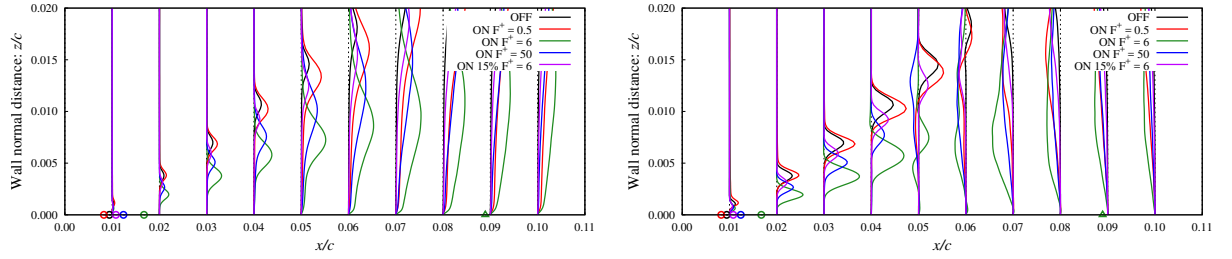 0.020
0.015
0.010
0.005
0.000
Wall normal distance: z/c
OFF
ON F+ = 0.5
ON F+ = 6
ON F+ = 50
ON 15% F+ = 6
0.00 0.01 0.02 0.03 0.04 0.05 0.06 0.07 0.08 0.09 0.10 0.11
x/c
0.020
0.015
0.010
0.005
0.000
Wall normal distance: z/c
OFF
ON F+ = 0.5
ON F+ = 6
ON F+ = 50
ON 15% F+ = 6
0.00 0.01 0.02 0.03 0.04 0.05 0.06 0.07 0.08 0.09 0.10 0.11
x/c